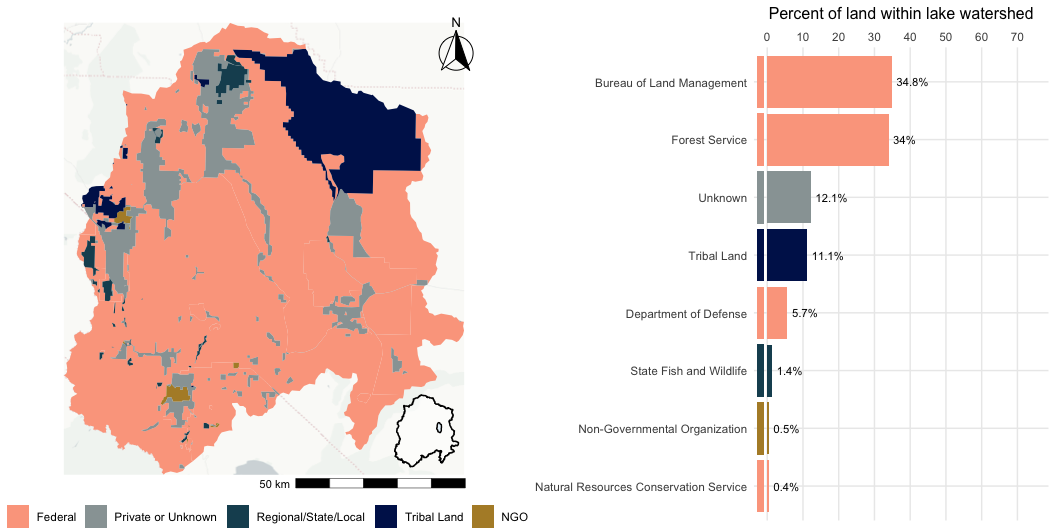 Percent of land within lake watershed
0 10 20 30 40 50 60 70
N
Bureau of Land Management 34.8%
Forest Service 34%
Unknown 12.1%
Tribal Land 11.1%
Department of Defense 5.7%
State Fish and Wildlife 1.4%
Non-Governmental Organization 0.5%
Natural Resources Conservation Service 0.4%
50 km
Federal Private or Unknown Regional/State/Local Tribal Land NGO